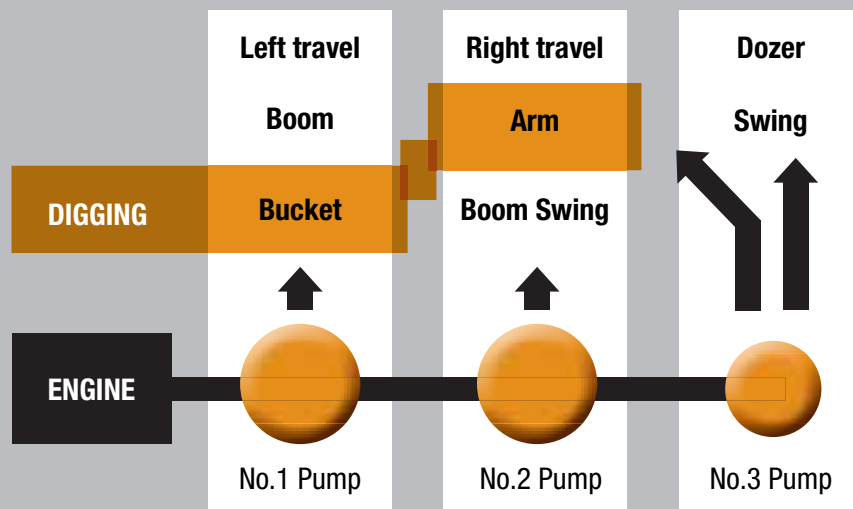 Left travel
Right travel
Dozer
Boom
Arm
Swing
DIGGING
Bucket
Boom Swing
ENGINE
No.1 Pump
No.2 Pump
No.3 Pump